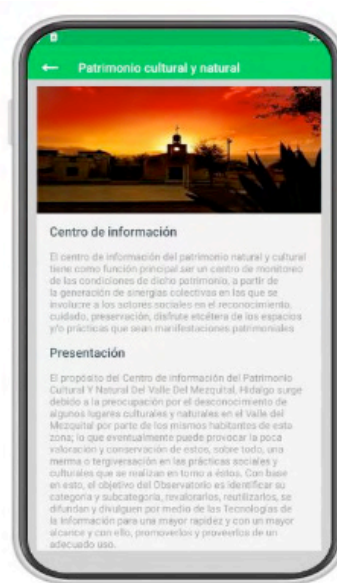 Patrimonio cultural y natural
Centro de información
El centro de información del patrimonio natural y cultural
tiene como función principal ser un centro de monitoreo
de las condiciones de dicho patrimonio, a partir de
la generación de sinergias colectivas en las que se
involucre a los actores sociales en el reconocimiento,
cuidado, preservación, disfrute etcétera de los espacios
y/o prácticas que sean manifestaciones patrimoniales
Presentación
El propósito del Centro de Información del Patrimonio
Cultural Y Natural Del Valle Del Mezquital, Hidalgo surge
debido a la preocupación por el desconocimiento de
algunos lugares culturales y naturales en el Valle del
Mezquital por parte de los mismos habitantes de esta
zona; lo que eventualmente puede provocar la poca
valoración y conservación de estos, sobre todo, una
merma o tergiversación en las prácticas sociales y
culturales que se realizan en torno a éstos. Con base
en esto, el objetivo del Observatorio es identificar su
categoría y subcategoría, revalorarlos, reutilizarlos, se
difundan y divulguen por medio de las Tecnologías de
la Información para una mayor rapidez y con un mayor
alcance y con ello, promoverlos y proveerlos de un
adecuado uso.